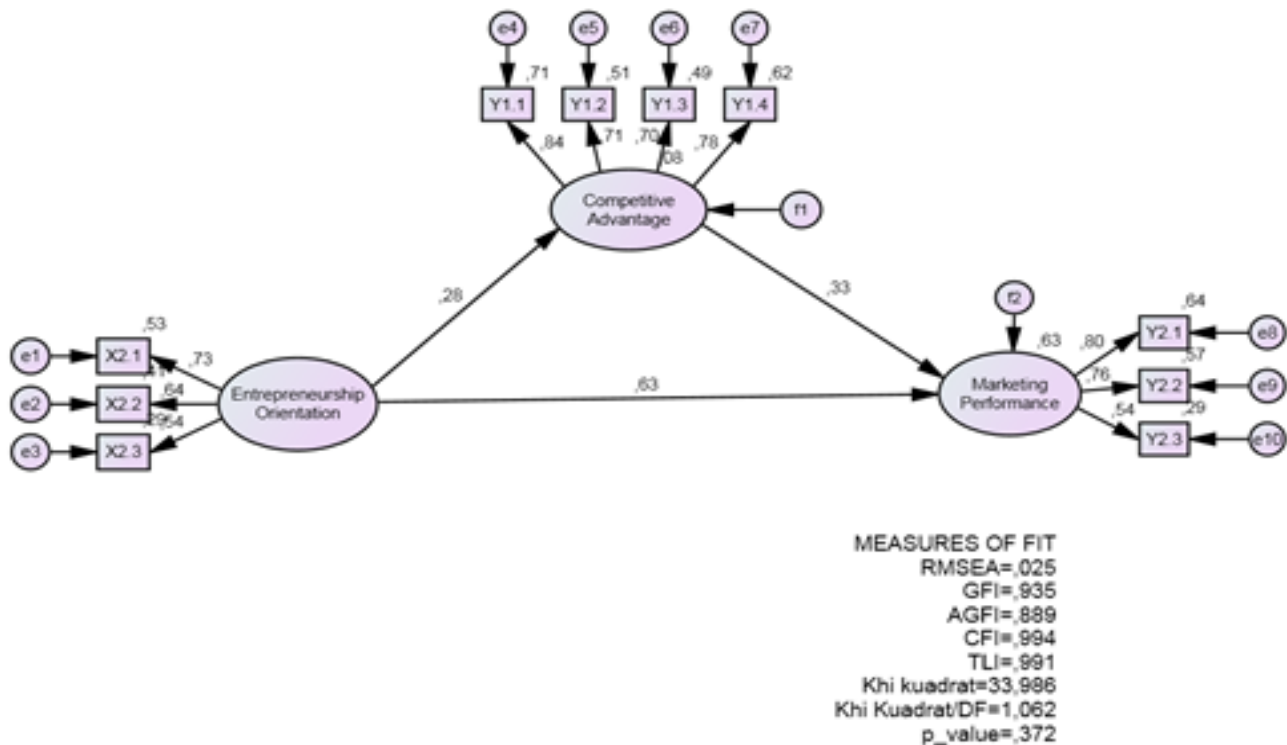 e4
e5
e6
e7
,71
,51
,49
,62
Y1.1
Y1.2
Y1.3
Y1.4
,84
,71
,70
,78
,08
Competitive
Advantage
f1
,28
,33
f2
,53
,64
e1
X2.1
,73
,63
,80
Y2.1
e8
,41
,57
e2
X2.2
,64
Entrepreneurship
Orientation
,63
Marketing
Performance
,76
Y2.2
e9
,29
,54
,54
,29
e3
X2.3
Y2.3
e10
MEASURES OF FIT
RMSEA=,025
GFI=,935
AGFI=,889
CFI=,994
TLI=,991
Khi kuadrat=33,986
Khi Kuadrat/DF=1,062
p_value=,372